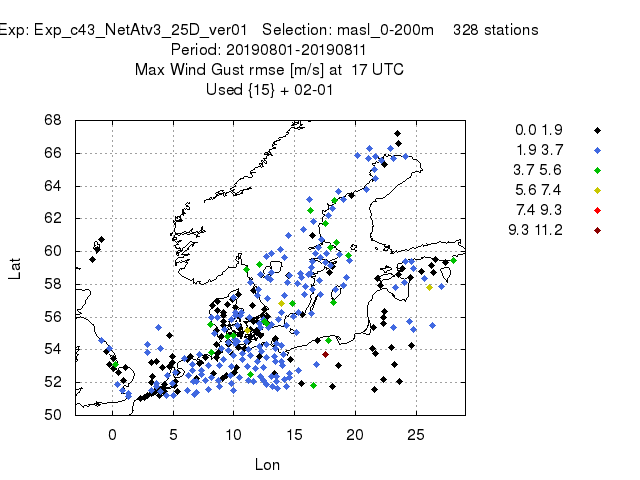 Exp: Exp_c43_NetAtv3_25D_ver01 Selection: masl_0-200m 328 stations
Period: 20190801-20190811
Max Wind Gust rmse [m/s] at 17 UTC
Used {15} + 02-01
68
66
64
62
60
58
56
54
52
50
Lat
0 5 10 15 20 25
Lon
0.0 1.9
1.9 3.7
3.7 5.6
5.6 7.4
7.4 9.3
9.3 11.2